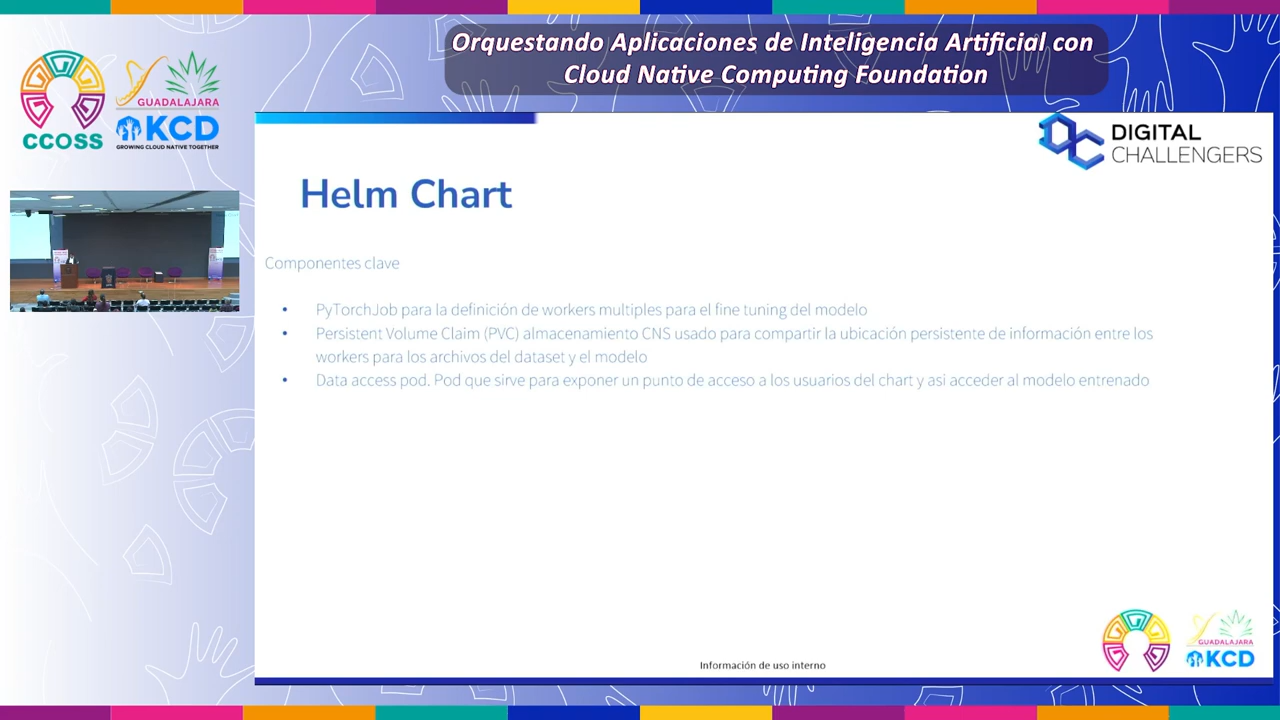 Orquestando Aplicaciones de Inteligencia Artificial con
Cloud Native Computing Foundation
CCOSS
GUADALAJARA
KCD
GROWING CLOUD NATIVE TOGETHER
DIGITAL
CHALLENGERS
Helm Chart
Componentes clave
• PyTorchJob para la definición de workers multiples para el fine tuning del modelo
• Persistent Volume Claim (PVC) almacenamiento CNS usado para compartir la ubicación persistente de información entre los
workers para los archivos del dataset y el modelo
• Data access pod. Pod que sirve para exponer un punto de acceso a los usuarios del chart y asi acceder al modelo entrenado
Información de uso interno
GUADALAJARA
KCD